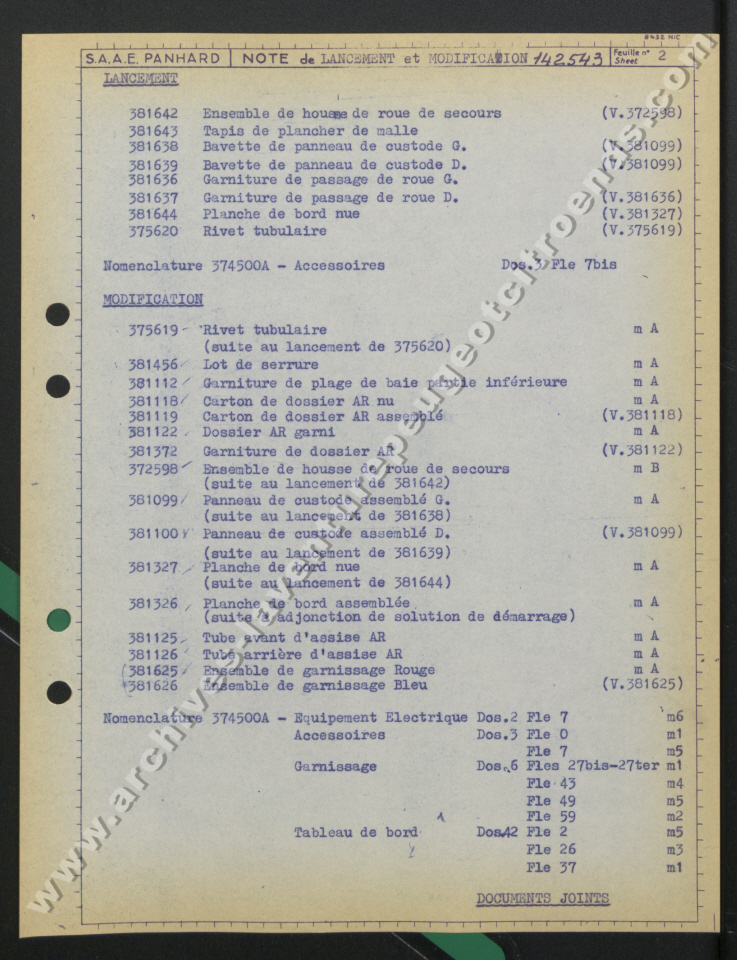 8432 NIC
S.A.A.E. PANHARD | NOTE de LANCEMENT et MODIFICATION 142543 Feuille n° Sheet 2
LANCEMENT
381642 Ensemble de housse de roue de secours (V.372598)
381643 Tapis de plancher de malle
381638 Bavette de panneau de custode G. (V.381099)
381639 Bavette de panneau de custode D. (V.381099)
381636 Garniture de passage de roue G.
381637 Garniture de passage de roue D. (V.381636)
381644 Planche de bord nue (V.381327)
375620 Rivet tubulaire (V.375619)
Nomenclature 374500A - Accessoires Dos.3 Fle 7bis
MODIFICATION
375619 Rivet tubulaire m A
(suite au lancement de 375620)
381456 Lot de serrure m A
381112 Garniture de plage de baie partie inférieure m A
381118 Carton de dossier AR nu m A
381119 Carton de dossier AR assemblé (V.381118)
381122 Dossier AR garni m A
381372 Garniture de dossier AR (V.381122)
372598 Ensemble de housse de roue de secours m B
(suite au lancement de 381642)
381099 Panneau de custode assemblé G. m A
(suite au lancement de 381638)
381100 Panneau de custode assemblé D. (V.381099)
(suite au lancement de 381639)
381327 Planche de bord nue m A
(suite au lancement de 381644)
381326 Planche de bord assemblée m A
(suite à adjonction de solution de démarrage)
381125 Tube avant d'assise AR m A
381126 Tube arrière d'assise AR m A
(381625 Ensemble de garnissage Rouge m A
381626 Ensemble de garnissage Bleu (V.381625)
Nomenclature 374500A - Equipement Electrique Dos.2 Fle 7 m6
Accessoires Dos.3 Fle 0 m1
Fle 7 m5
Garnissage Dos.6 Fles 27bis-27ter m1
Fle 43 m4
Fle 49 m5
Fle 59 m2
Tableau de bord Dos.12 Fle 2 m5
Fle 26 m3
Fle 37 m1
DOCUMENTS JOINTS
www.archives-laventurepeugeotcitroends.com